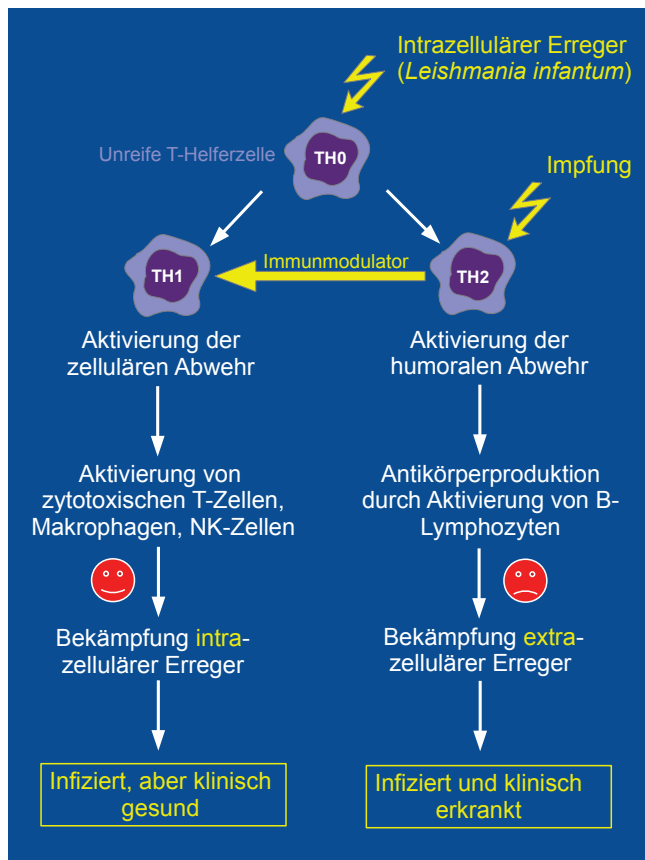 Intrazellulärer Erreger
(Leishmania infantum)
Unreife T-Helferzelle
TH0
Impfung
Immunmodulator
TH1
TH2
Aktivierung der
zellulären Abwehr
Aktivierung der
humoralen Abwehr
Aktivierung von
zytotoxischen T-Zellen,
Makrophagen, NK-Zellen
Antikörperproduktion
durch Aktivierung von B-
Lymphozyten
Bekämpfung intra-
zellulärer Erreger
Bekämpfung extra-
zellulärer Erreger
Infiziert, aber klinisch
gesund
Infiziert und klinisch
erkrankt